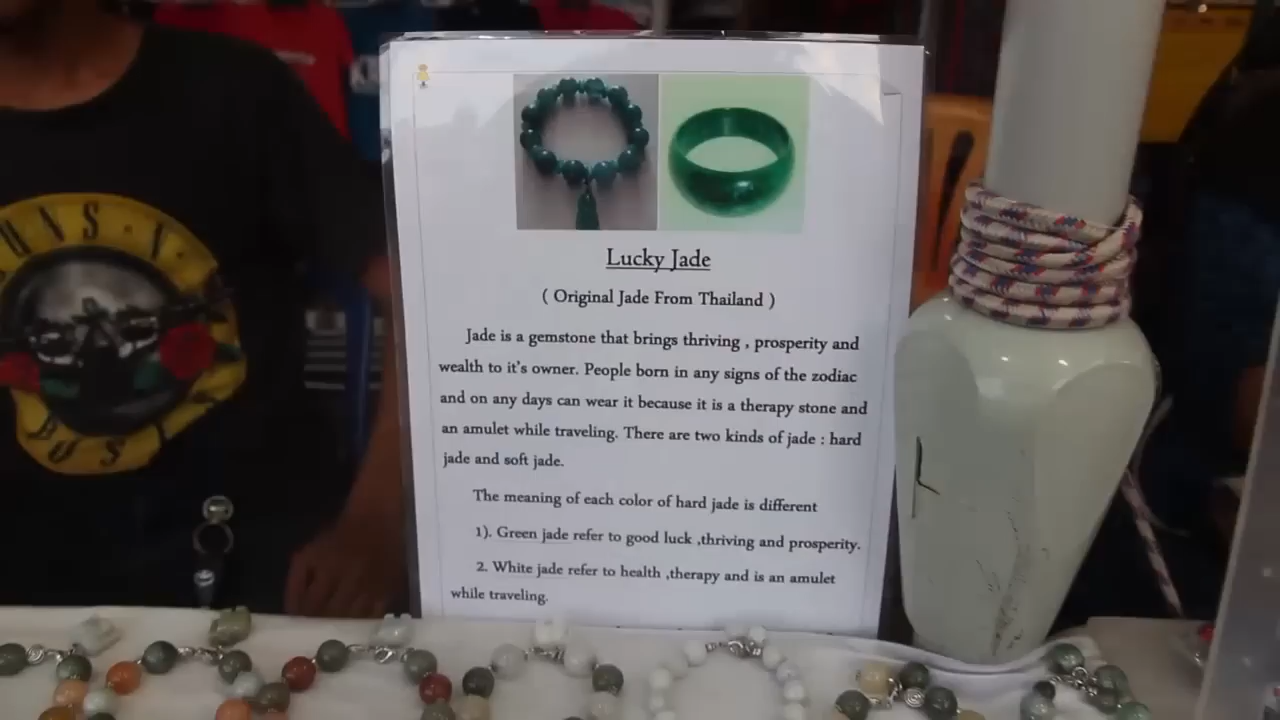 Lucky Jade
( Original Jade From Thailand )
Jade is a gemstone that brings thriving , prosperity and
wealth to it's owner. People born in any signs of the zodiac
and on any days can wear it because it is a therapy stone and
an amulet while traveling. There are two kinds of jade : hard
jade and soft jade.
The meaning of each color of hard jade is different
1). Green jade refer to good luck ,thriving and prosperity.
2. White jade refer to health ,therapy and is an amulet
while traveling.
UNS N'